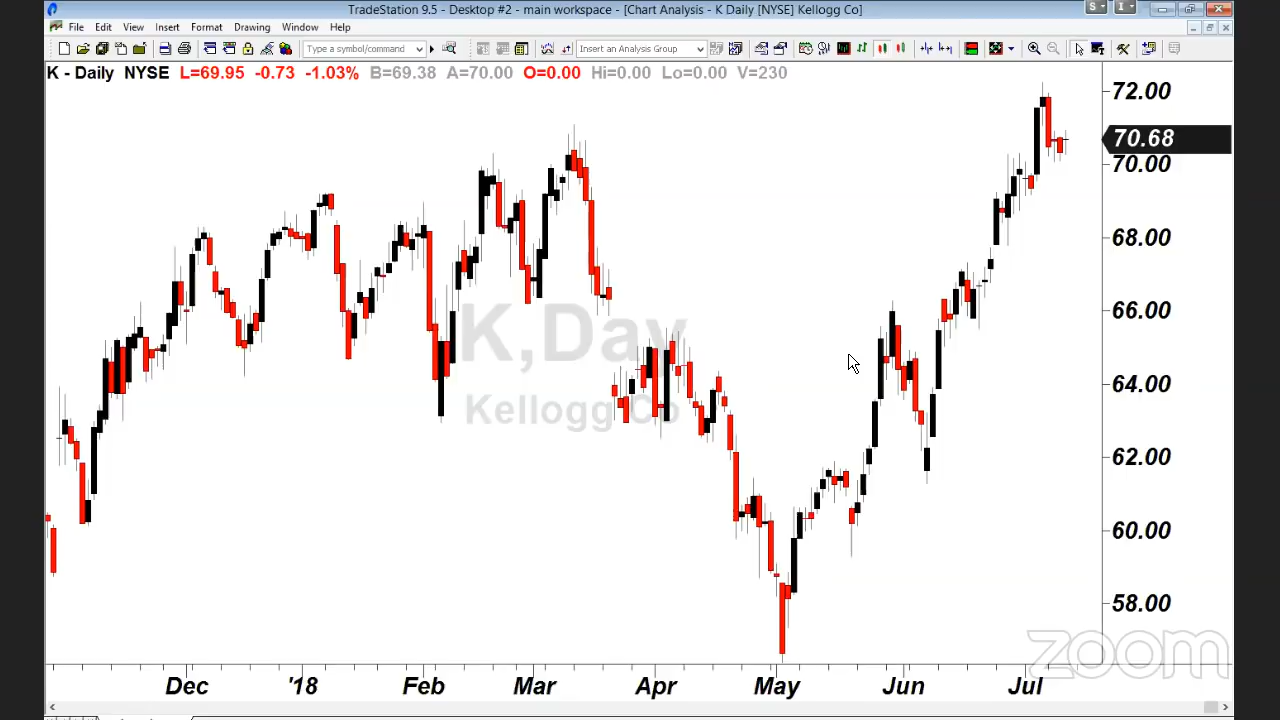 TradeStation 9.5 - Desktop #2 - main workspace - [Chart Analysis - K Daily [NYSE] Kellogg Co]
S
I
File Edit View Insert Format Drawing Window Help
Type a symbol/command
Insert an Analysis Group
K - Daily NYSE L=69.95 -0.73 -1.03% B=69.38 A=70.00 O=0.00 Hi=0.00 Lo=0.00 V=230
72.00
70.68
70.00
68.00
66.00
64.00
62.00
60.00
58.00
K,Day
Kellogg Co
zoom
Dec '18 Feb Mar Apr May Jun Jul